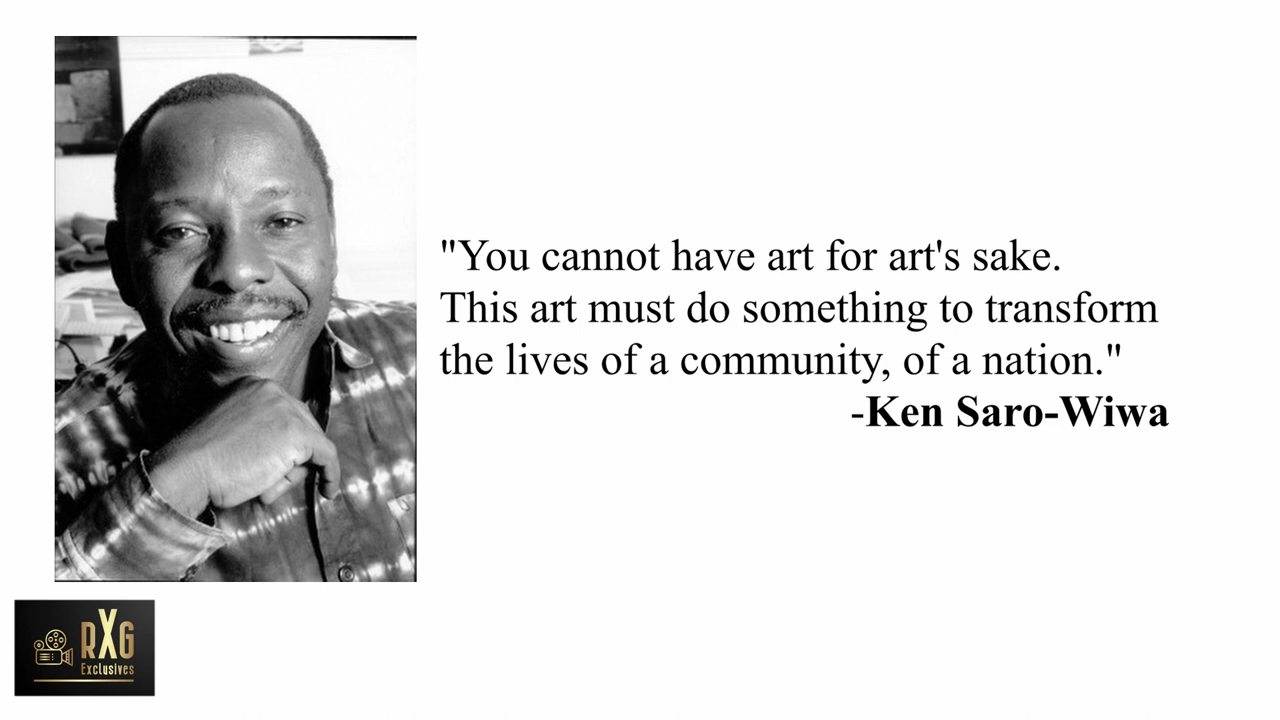 "You cannot have art for art's sake.
This art must do something to transform
the lives of a community, of a nation."
-Ken Saro-Wiwa
RXG
Exclusives